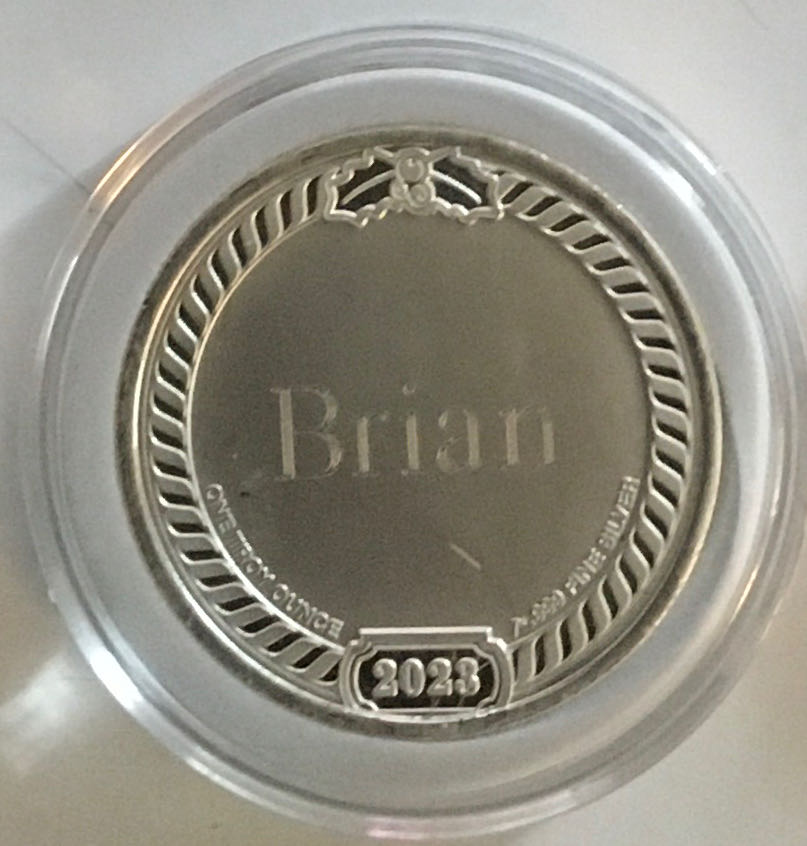 Brian
ONE TROY OUNCE
.999 FINE SILVER
2023